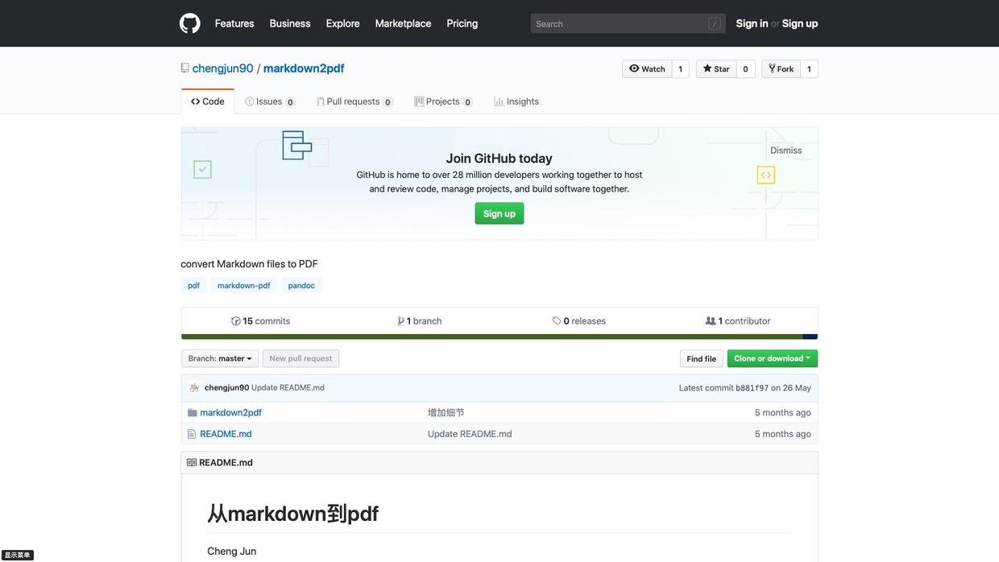 Features Business Explore Marketplace Pricing Search / Sign in or Sign up
chengjun90 / markdown2pdf Watch 1 Star 0 Fork 1
Code Issues 0 Pull requests 0 Projects 0 Insights
Join GitHub today
Dismiss
GitHub is home to over 28 million developers working together to host
and review code, manage projects, and build software together.
Sign up
convert Markdown files to PDF
pdf markdown-pdf pandoc
15 commits 1 branch 0 releases 1 contributor
Branch: master New pull request Find file Clone or download
chengjun90 Update README.md Latest commit b881f97 on 26 May
markdown2pdf 增加细节 5 months ago
README.md Update README.md 5 months ago
README.md
从markdown到pdf
Cheng Jun
显示菜单